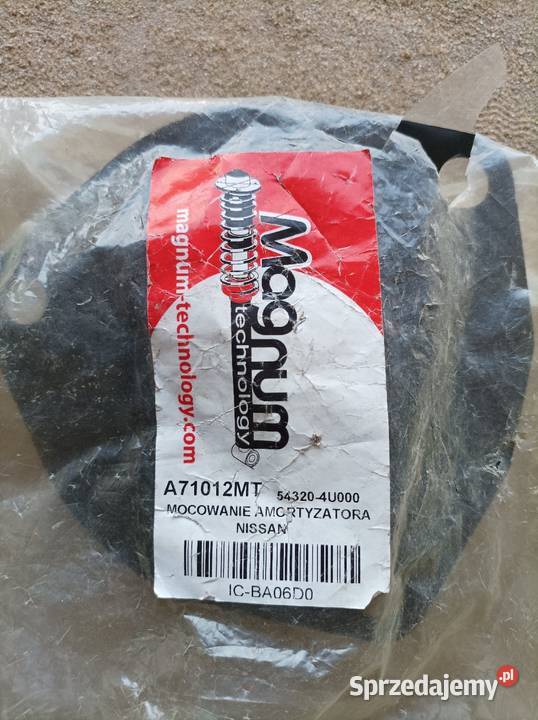 Magnum
technology
magnum-technology.com
A71012MT 54320-4U000
MOCOWANIE AMORTYZATORA
NISSAN
IC-BA06D0
Sprzedajemy.pl